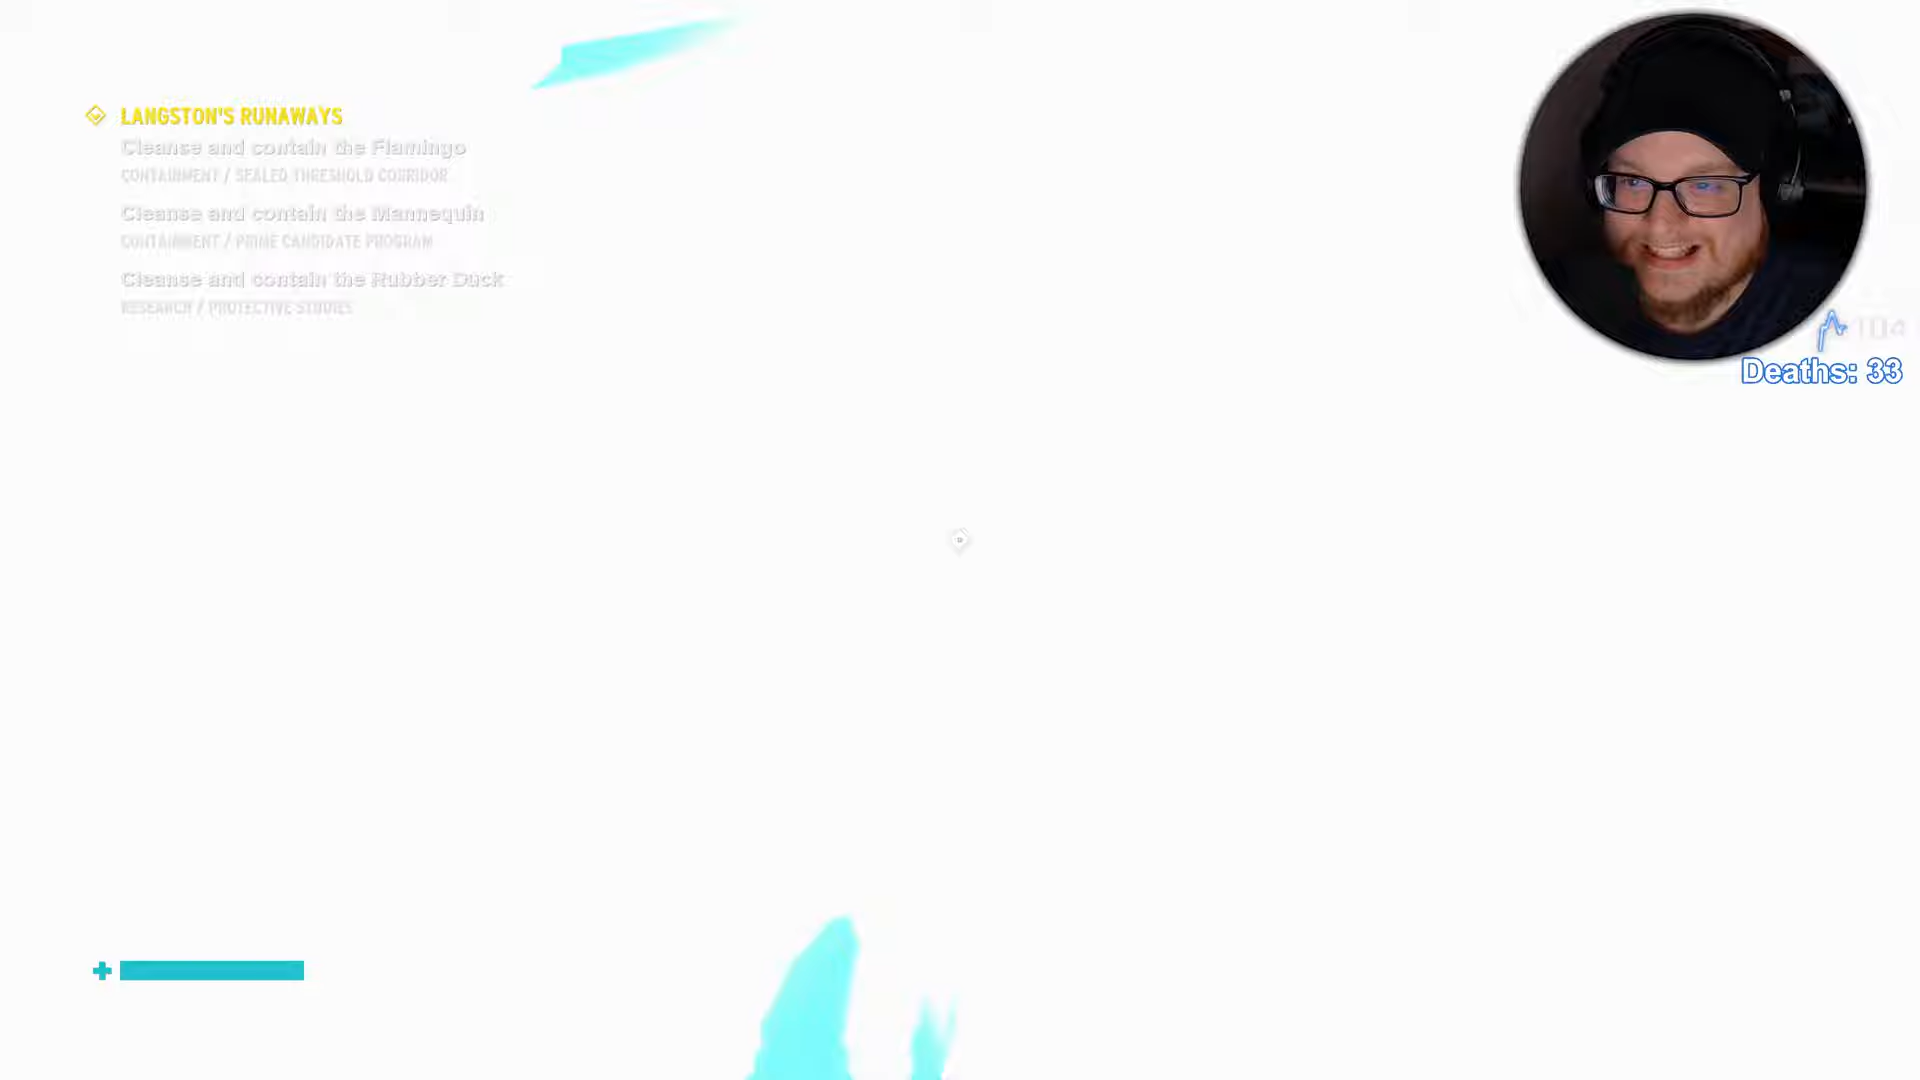 LANGSTON'S RUNAWAYS
Cleanse and contain the Flamingo
CONTAINMENT / SEALED THRESHOLD CORRIDOR
Cleanse and contain the Mannequin
CONTAINMENT / PRIME CANDIDATE PROGRAM
Cleanse and contain the Rubber Duck
RESEARCH / PROTECTIVE STUDIES
Deaths: 33